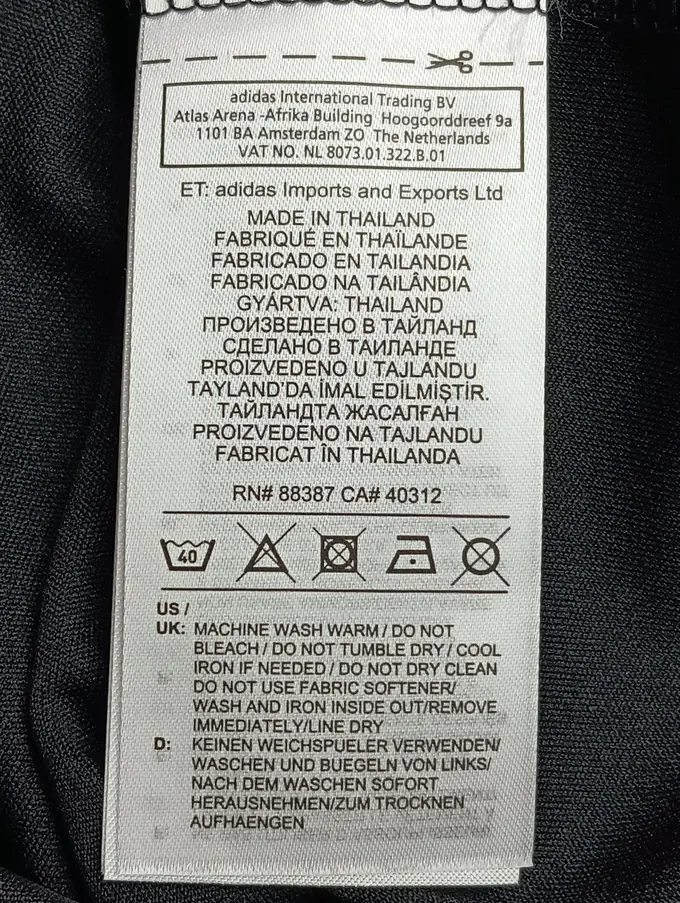 adidas International Trading BV
Atlas Arena -Afrika Building Hoogoorddreef 9a
1101 BA Amsterdam ZO The Netherlands
VAT NO. NL 8073.01.322.B.01
ET: adidas Imports and Exports Ltd
MADE IN THAILAND
FABRIQUÉ EN THAÏLANDE
FABRICADO EN TAILANDIA
FABRICADO NA TAILÂNDIA
GYÁRTVA: THAILAND
ПРОИЗВЕДЕНО В ТАЙЛАНД
СДЕЛАНО В ТАИЛАНДЕ
PROIZVEDENO U TAJLANDU
TAYLAND'DA İMAL EDİLMİŞTİR.
ТАЙЛАНДТА ЖАСАЛҒАН
PROIZVEDENO NA TAJLANDU
FABRICAT ÎN THAILANDA
RN# 88387 CA# 40312
40
US /
UK: MACHINE WASH WARM / DO NOT
BLEACH / DO NOT TUMBLE DRY / COOL
IRON IF NEEDED / DO NOT DRY CLEAN
DO NOT USE FABRIC SOFTENER/
WASH AND IRON INSIDE OUT/REMOVE
IMMEDIATELY/LINE DRY
D: KEINEN WEICHSPUELER VERWENDEN/
WASCHEN UND BUEGELN VON LINKS/
NACH DEM WASCHEN SOFORT
HERAUSNEHMEN/ZUM TROCKNEN
AUFHAENGEN